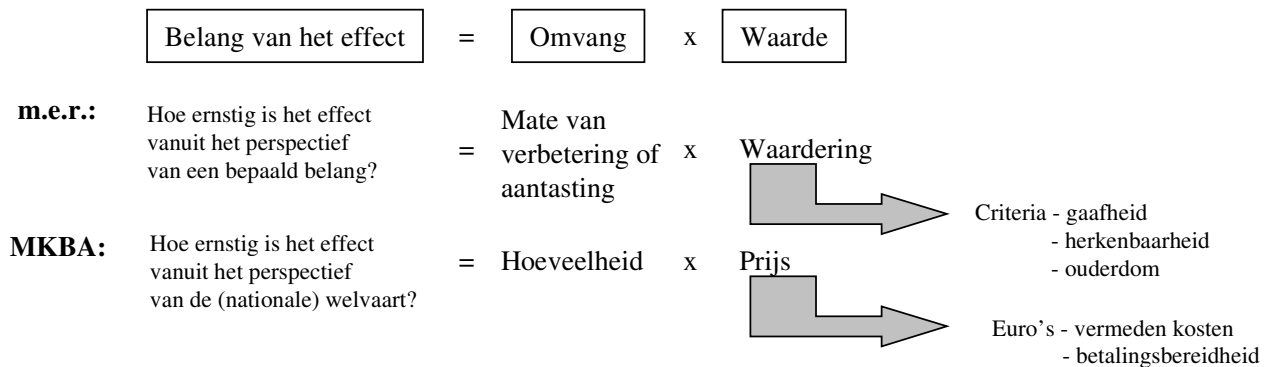 Belang van het effect = Omvang x Waarde
m.e.r.: Hoe ernstig is het effect
vanuit het perspectief
van een bepaald belang?
= Mate van
verbetering of
aantasting
x Waardering
Criteria - gaafheid
- herkenbaarheid
- ouderdom
MKBA: Hoe ernstig is het effect
vanuit het perspectief
van de (nationale) welvaart?
= Hoeveelheid x Prijs
Euro's - vermeden kosten
- betalingsbereidheid